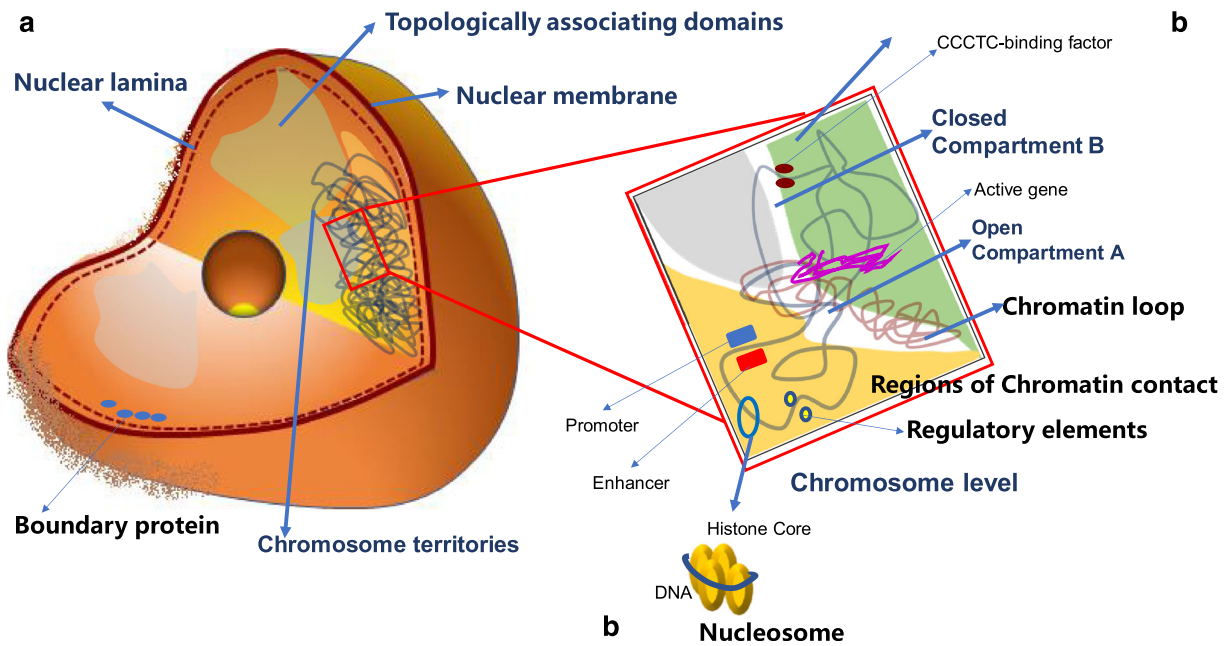 a
Topologically associating domains
b
CCCTC-binding factor
Nuclear lamina
Nuclear membrane
Closed
Compartment B
Active gene
Open
Compartment A
Chromatin loop
Regions of Chromatin contact
Promoter
Regulatory elements
Enhancer
Chromosome level
Boundary protein
Chromosome territories
Histone Core
DNA
b
Nucleosome